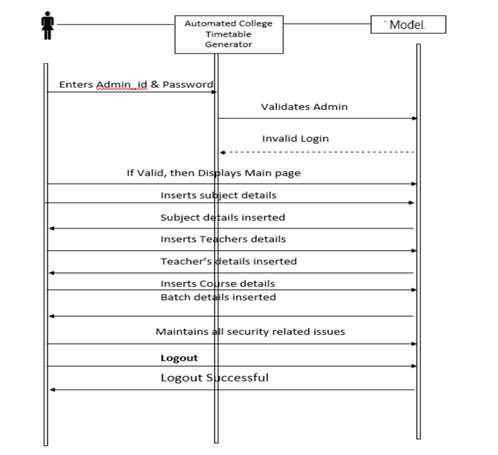 Automated College
Timetable
Generator
Model
Enters Admin_id & Password
Validates Admin
Invalid Login
If Valid, then Displays Main page
Inserts subject details
Subject details inserted
Inserts Teachers details
Teacher's details inserted
Inserts Course details
Batch details inserted
Maintains all security related issues
Logout
Logout Successful